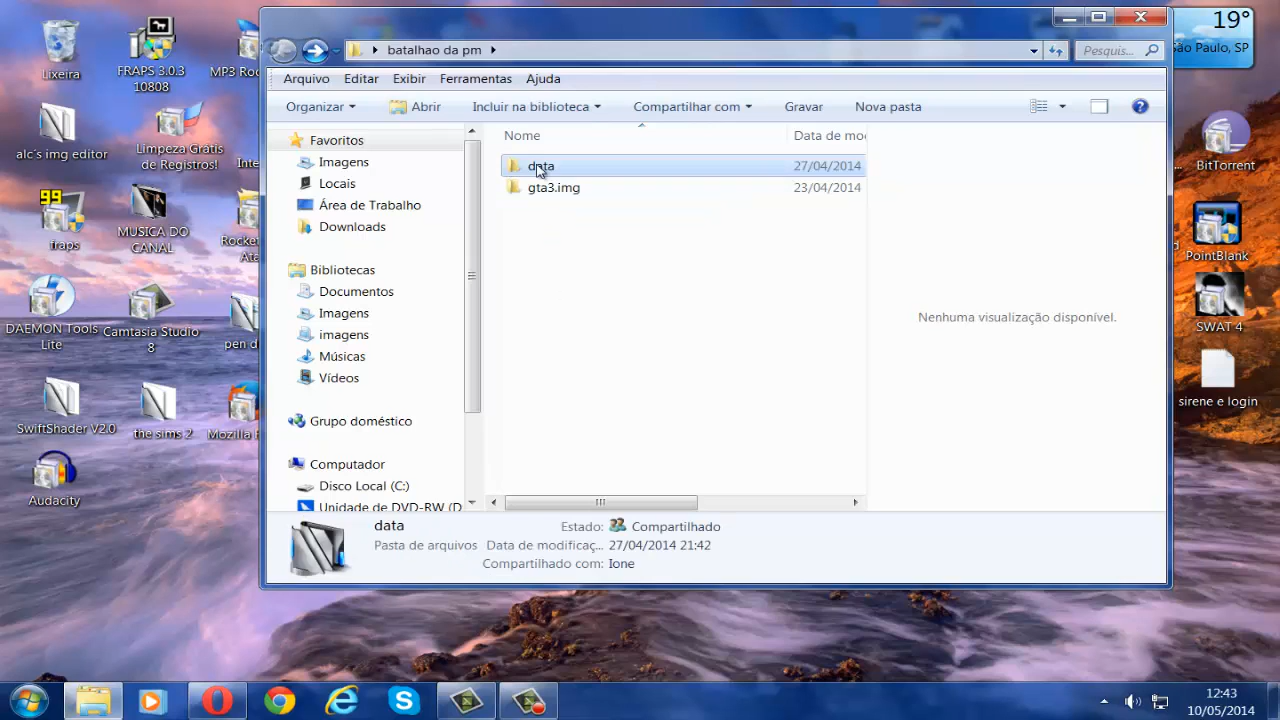 Lixeira
FRAPS 3.0.3
10808
MP3 Roc
alc's img editor
Limpeza Grátis
de Registros!
Inte
fraps
MUSICA DO
CANAL
Rocke
Ata
DAEMON Tools
Lite
Camtasia Studio
8
pen d
SwiftShader V2.0
the sims 2
Mozilla F
Audacity
batalhao da pm
Pesquis...
Arquivo Editar Exibir Ferramentas Ajuda
Organizar Abrir Incluir na biblioteca Compartilhar com Gravar Nova pasta
Favoritos
Imagens
Locais
Área de Trabalho
Downloads
Bibliotecas
Documentos
Imagens
imagens
Músicas
Vídeos
Grupo doméstico
Computador
Disco Local (C:)
Unidade de DVD-RW (D
Nome Data de mod
data 27/04/2014
gta3.img 23/04/2014
Nenhuma visualização disponível.
data Estado: Compartilhado
Pasta de arquivos Data de modificaç... 27/04/2014 21:42
Compartilhado com: Ione
19°
São Paulo, SP
BitTorrent
PointBlank
SWAT 4
sirene e login
12:43
10/05/2014